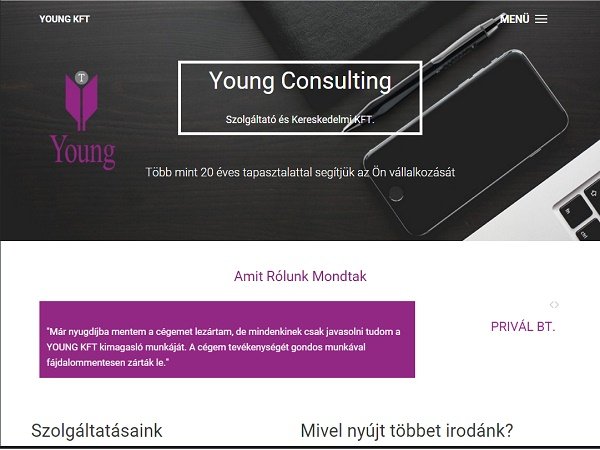 YOUNG KFT
MENÜ
T
Young
Young Consulting
Szolgáltató és Kereskedelmi KFT.
Több mint 20 éves tapasztalattal segítjük az Ön vállalkozását
Amit Rólunk Mondtak
"Már nyugdíjba mentem a cégemet lezártam, de mindenkinek csak javasolni tudom a
YOUNG KFT kimagasló munkáját. A cégem tevékenységét gondos munkával
fájdalommentesen zárták le."
PRIVÁL BT.
Szolgáltatásaink
Mivel nyújt többet irodánk?